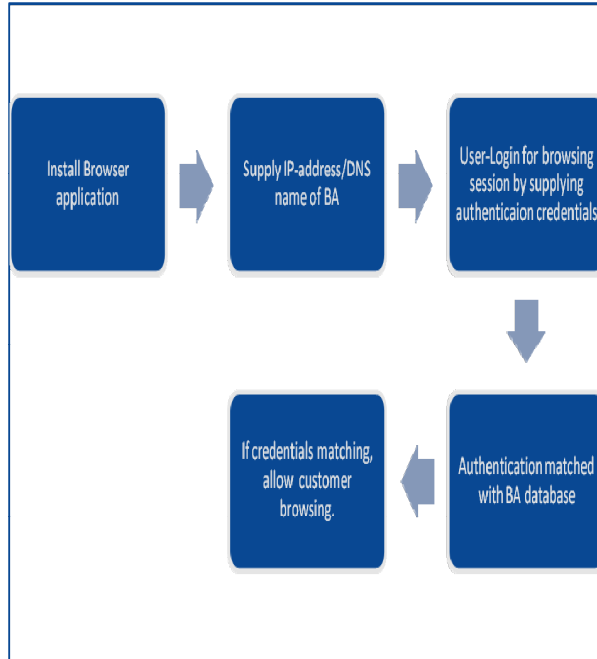 Install Browser
application
Supply IP-address/DNS
name of BA
User-Login for browsing
session by supplying
authenticaion credentials
Authentication matched
with BA database
If credentials matching,
allow customer
browsing.